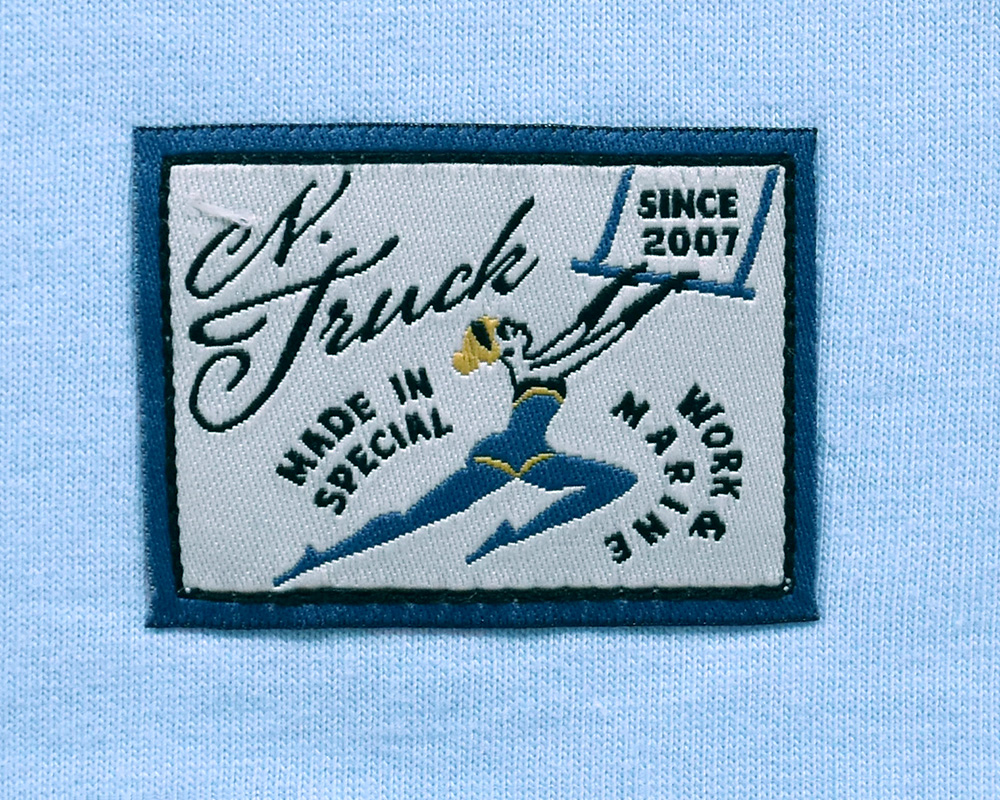 N.
Truck
SINCE
2007
MADE IN
SPECIAL
WORK &
MARINE